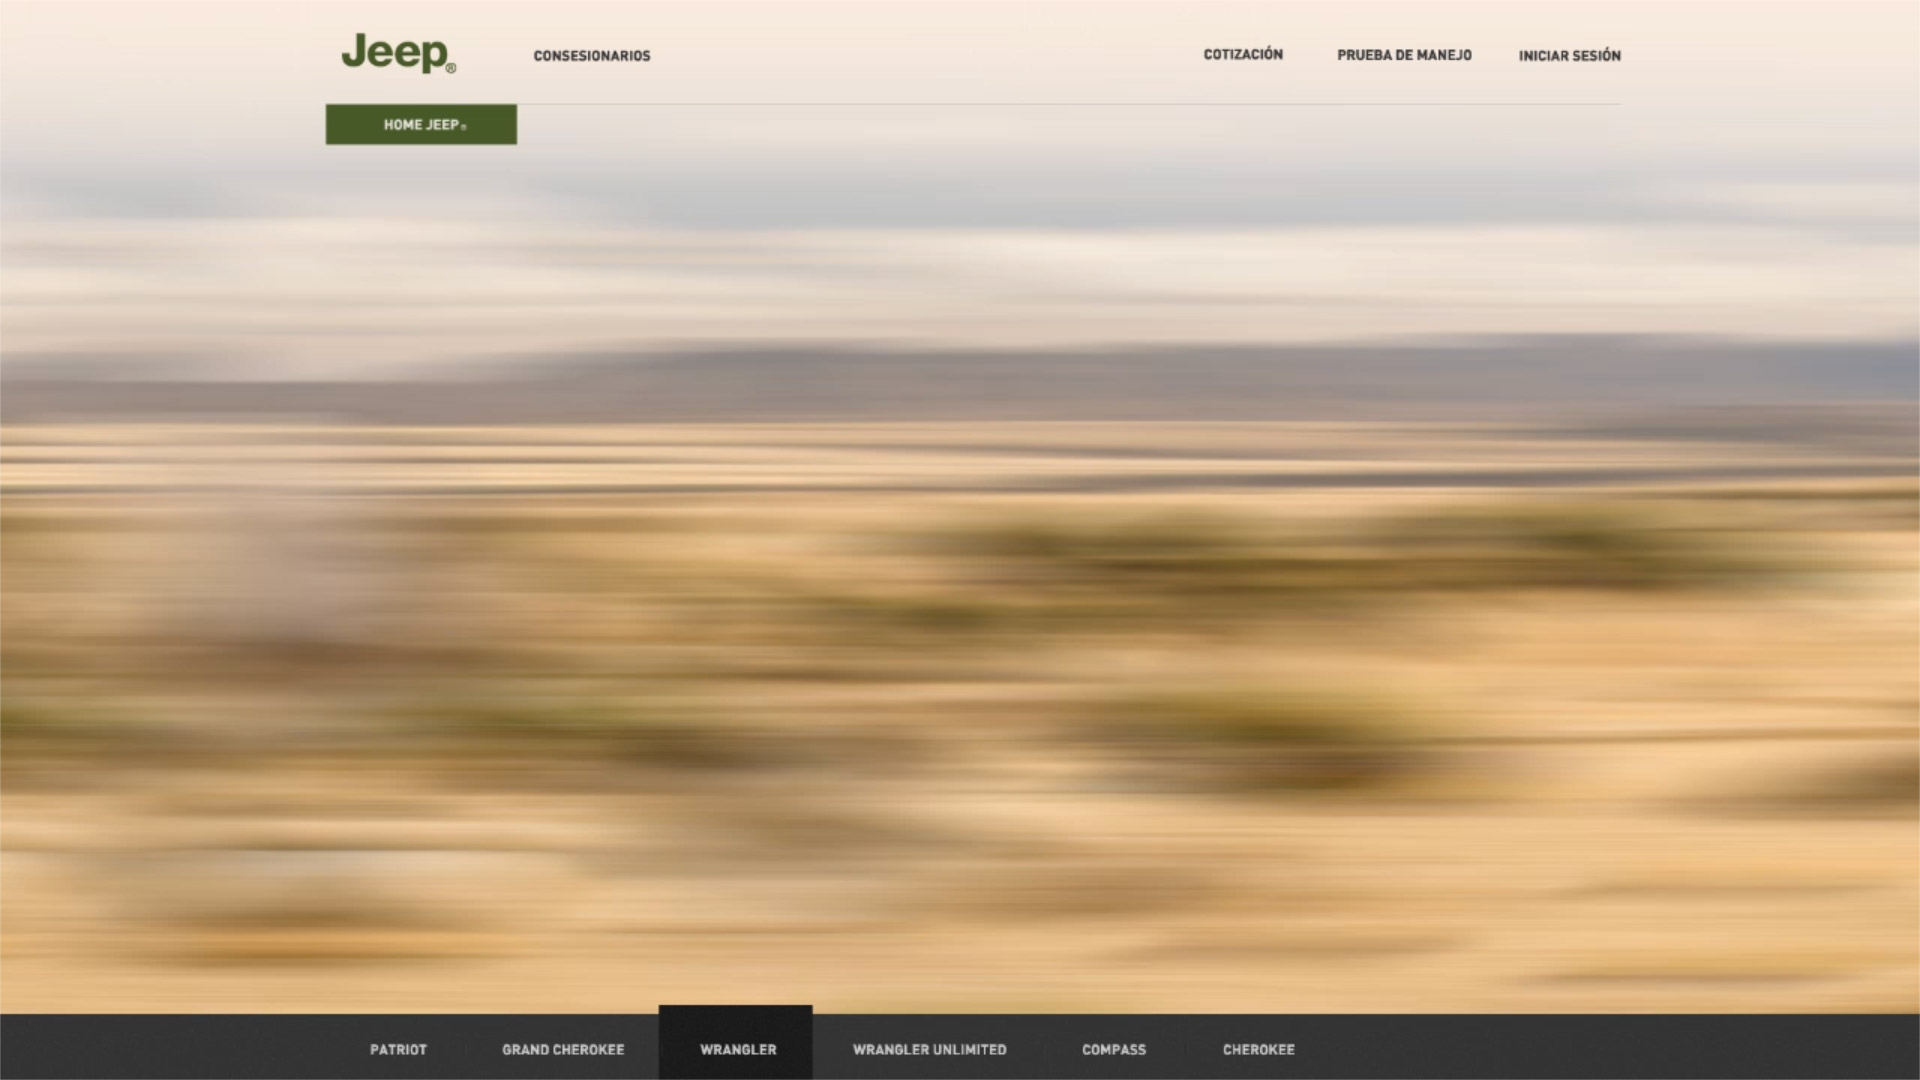 Jeep®
CONSESIONARIOS
COTIZACIÓN
PRUEBA DE MANEJO
INICIAR SESIÓN
HOME JEEP®
PATRIOT
GRAND CHEROKEE
WRANGLER
WRANGLER UNLIMITED
COMPASS
CHEROKEE